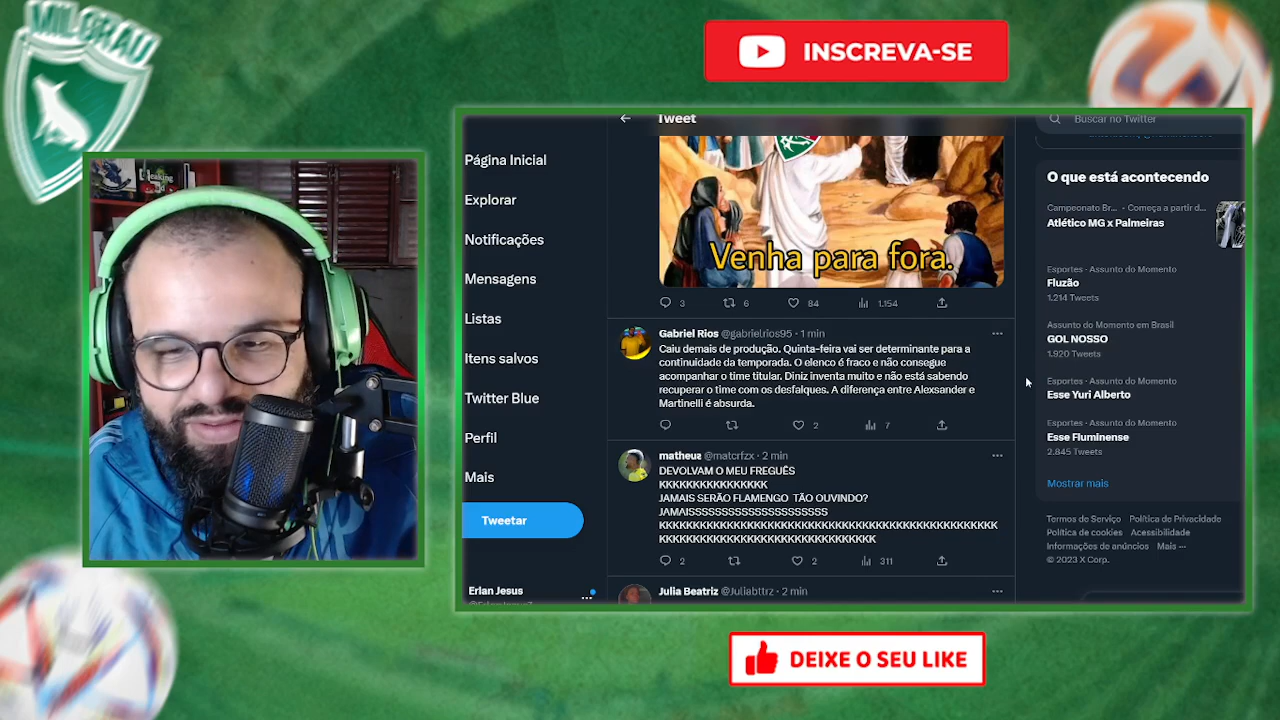 MILGRAU
INSCREVA-SE
Tweet
Buscar no Twitter
Página Inicial
Explorar
Notificações
Mensagens
Listas
Itens salvos
Twitter Blue
Perfil
Mais
Tweetar
Erlan Jesus
Venha para fora.
3 6 84 1.154
Gabriel Rios @gabrielrios95 · 1 min
Caiu demais de produção. Quinta-feira vai ser determinante para a
continuidade da temporada. O elenco é fraco e não consegue
acompanhar o time titular. Diniz inventa muito e não está sabendo
recuperar o time com os desfalques. A diferença entre Alexsander e
Martinelli é absurda.
2 7
matheuz @matcrfzx · 2 min
DEVOLVAM O MEU FREGUÊS
KKKKKKKKKKKKKKKK
JAMAIS SERÃO FLAMENGO TÃO OUVINDO?
JAMAISSSSSSSSSSSSSSSSSSSSS
KKKKKKKKKKKKKKKKKKKKKKKKKKKKKKKKKKKKKKKKKKKKKKKKKK
KKKKKKKKKKKKKKKKKKKKKKKKKKKKKKKK
2 2 311
Julia Beatriz @Juliabttrz · 2 min
O que está acontecendo
Campeonato Br... · Começa a partir d...
Atlético MG x Palmeiras
Esportes · Assunto do Momento
Fluzão
1.214 Tweets
Assunto do Momento em Brasil
GOL NOSSO
1.920 Tweets
Esportes · Assunto do Momento
Esse Yuri Alberto
Esportes · Assunto do Momento
Esse Fluminense
2.845 Tweets
Mostrar mais
Termos de Serviço Política de Privacidade
Política de cookies Acessibilidade
Informações de anúncios Mais ...
© 2023 X Corp.
DEIXE O SEU LIKE